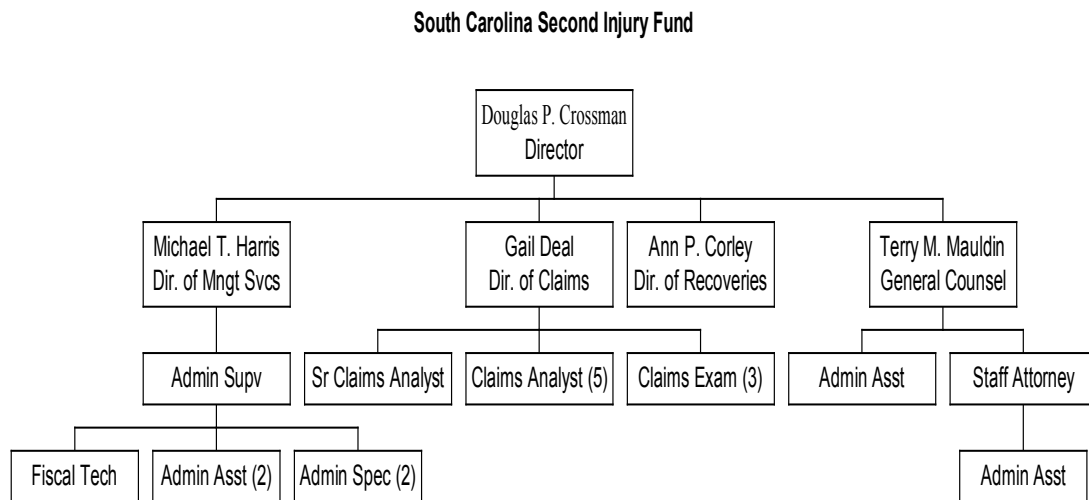 South Carolina Second Injury Fund
Douglas P. Crossman
Director
Michael T. Harris
Dir. of Mngt Svcs
Gail Deal
Dir. of Claims
Ann P. Corley
Dir. of Recoveries
Terry M. Mauldin
General Counsel
Admin Supv
Sr Claims Analyst
Claims Analyst (5)
Claims Exam (3)
Admin Asst
Staff Attorney
Fiscal Tech
Admin Asst (2)
Admin Spec (2)
Admin Asst